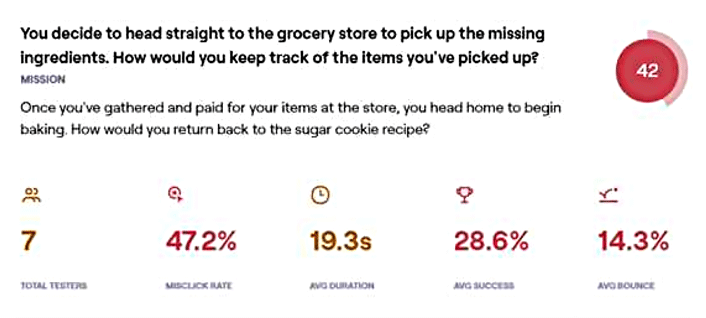 You decide to head straight to the grocery store to pick up the missing
ingredients. How would you keep track of the items you've picked up?
42
MISSION
Once you've gathered and paid for your items at the store, you head home to begin
baking. How would you return back to the sugar cookie recipe?
7 47.2% 19.3s 28.6% 14.3%
TOTAL TESTERS MISCLICK RATE AVG DURATION AVG SUCCESS AVG BOUNCE